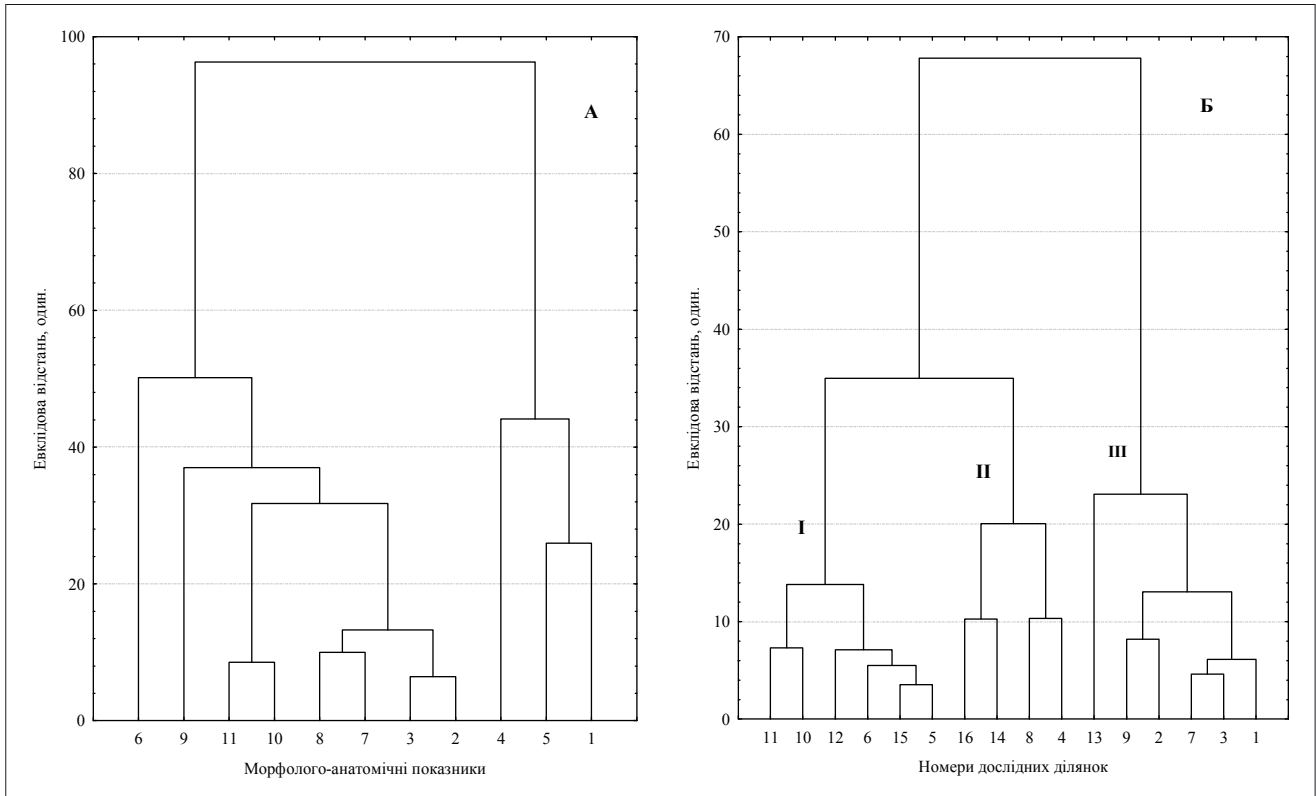 100
80
60
40
20
0
А
Евклідова відстань, один.
6 9 11 10 8 7 3 2 4 5 1
Морфолого-анатомічні показники
70
60
50
40
30
20
10
0
Б
III
II
I
Евклідова відстань, один.
11 10 12 6 15 5 16 14 8 4 13 9 2 7 3 1
Номери дослідних ділянок